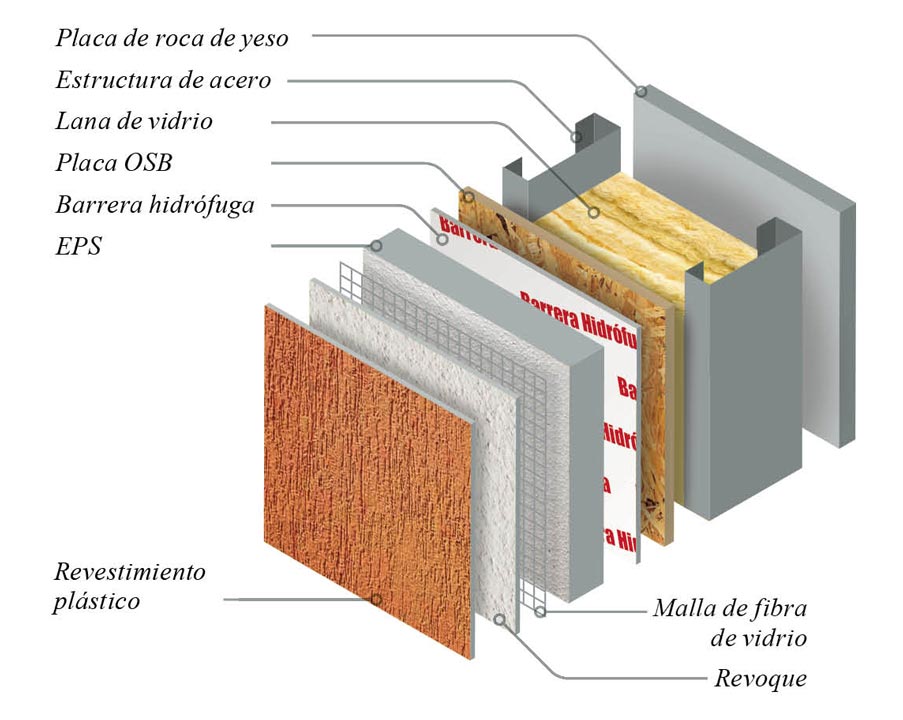 Placa de roca de yeso
Estructura de acero
Lana de vidrio
Placa OSB
Barrera hidrófuga
EPS
Barrera
Barrera Hidrófu
Ba
Hidró
a
a Hi
Revestimiento
plástico
Malla de fibra
de vidrio
Revoque